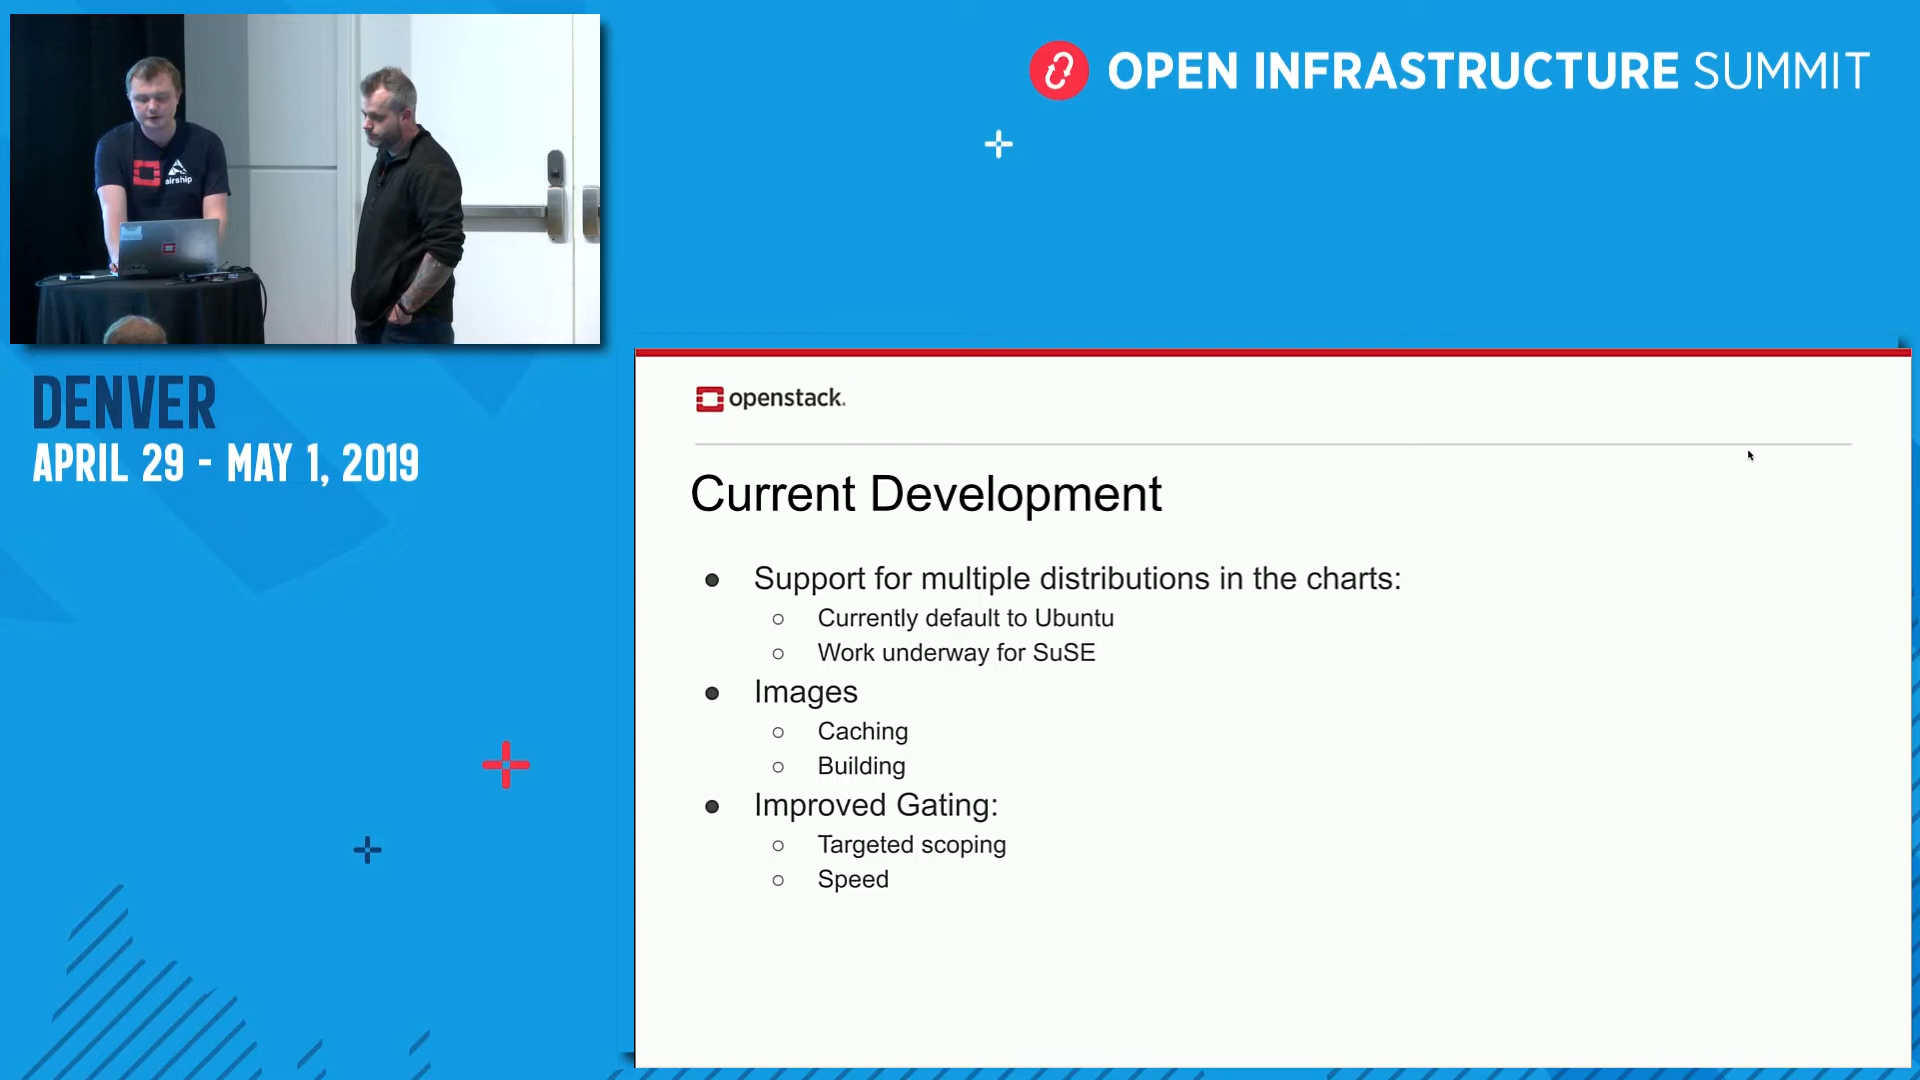 OPEN INFRASTRUCTURE SUMMIT
airship
DENVER
APRIL 29 - MAY 1, 2019
openstack.
Current Development
● Support for multiple distributions in the charts:
○ Currently default to Ubuntu
○ Work underway for SuSE
● Images
○ Caching
○ Building
● Improved Gating:
○ Targeted scoping
○ Speed